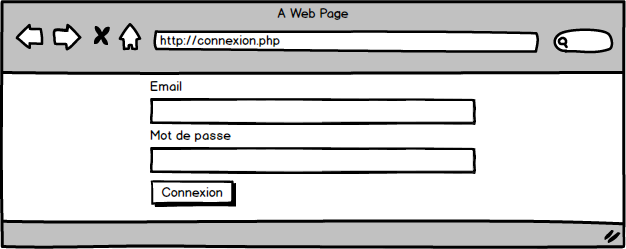 A Web Page
http://connexion.php
Email
Mot de passe
Connexion